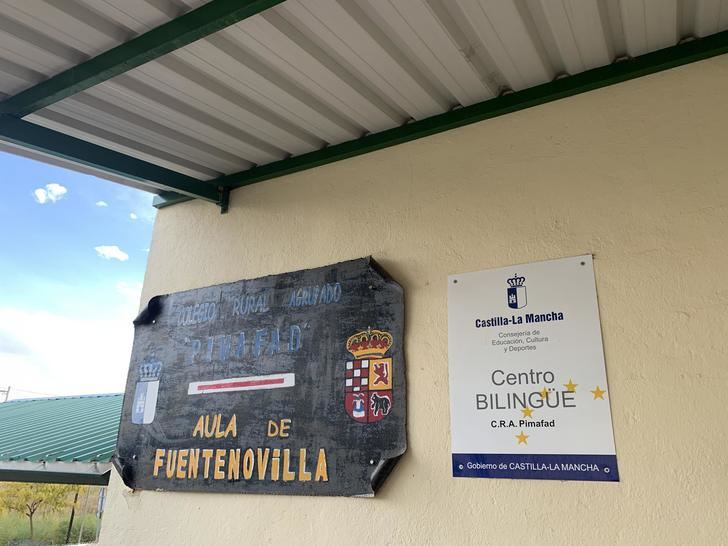 COLEGIO RURAL AGRUPADO
"PIMAFAD"
AULA DE
FUENTENOViLLA
Castilla-La Mancha
Consejería de
Educación, Cultura
y Deportes
Centro
BILINGÜE
C.R.A. Pimafad
Gobierno de CASTILLA-LA MANCHA